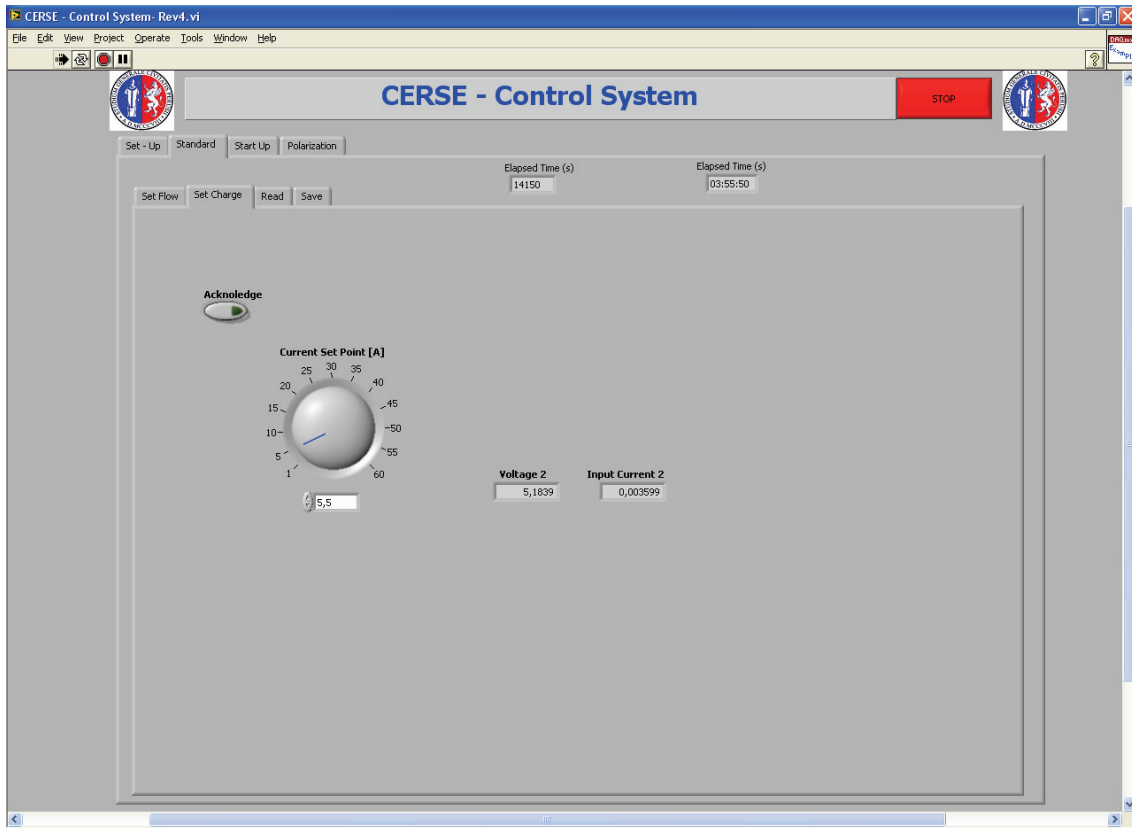 CERSE - Control System- Rev4.vi
File Edit View Project Operate Tools Window Help
CERSE - Control System
STOP
Set - Up Standard Start Up Polarization
Elapsed Time (s) Elapsed Time (s)
14150 03:55:50
Set Flow Set Charge Read Save
Acknoledge
Current Set Point [A]
1 5 10 15 20 25 30 35 40 45 50 55 60
5,5
Voltage 2 Input Current 2
5,1839 0,003599